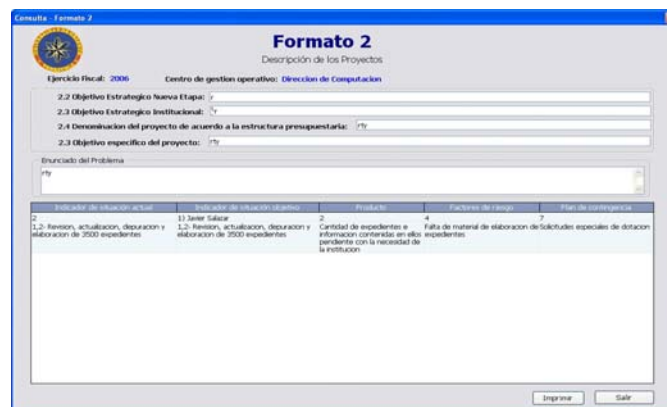 Consulta - Formato 2
Formato 2
Descripción de los Proyectos
Ejercicio Fiscal: 2006 Centro de gestion operativo: Direccion de Computacion
2.2 Objetivo Estrategico Nueva Etapa: r
2.3 Objetivo Estrategico Institucional: r
2.4 Denominacion del proyecto de acuerdo a la estructura presupuestaria: rty
2.3 Objetivo especifico del proyecto: rty
Enunciado del Problema
rty
Indicador de situación actual Indicador de situación objetivo Producto Factores de riesgo Plan de contingencia
2 1) Javier Salazar 2 4 7
1,2- Revision, actualizacion, depuracion y 1,2- Revision, actualizacion, depuracion y Cantidad de expedientes e Falta de material de elaboracion de Solicitudes especiales de dotacion
elaboracion de 3500 expedientes elaboracion de 3500 expedientes informacion contenidas en ellos expedientes
pendiente con la necesidad de
la institucion
Imprimir Salir